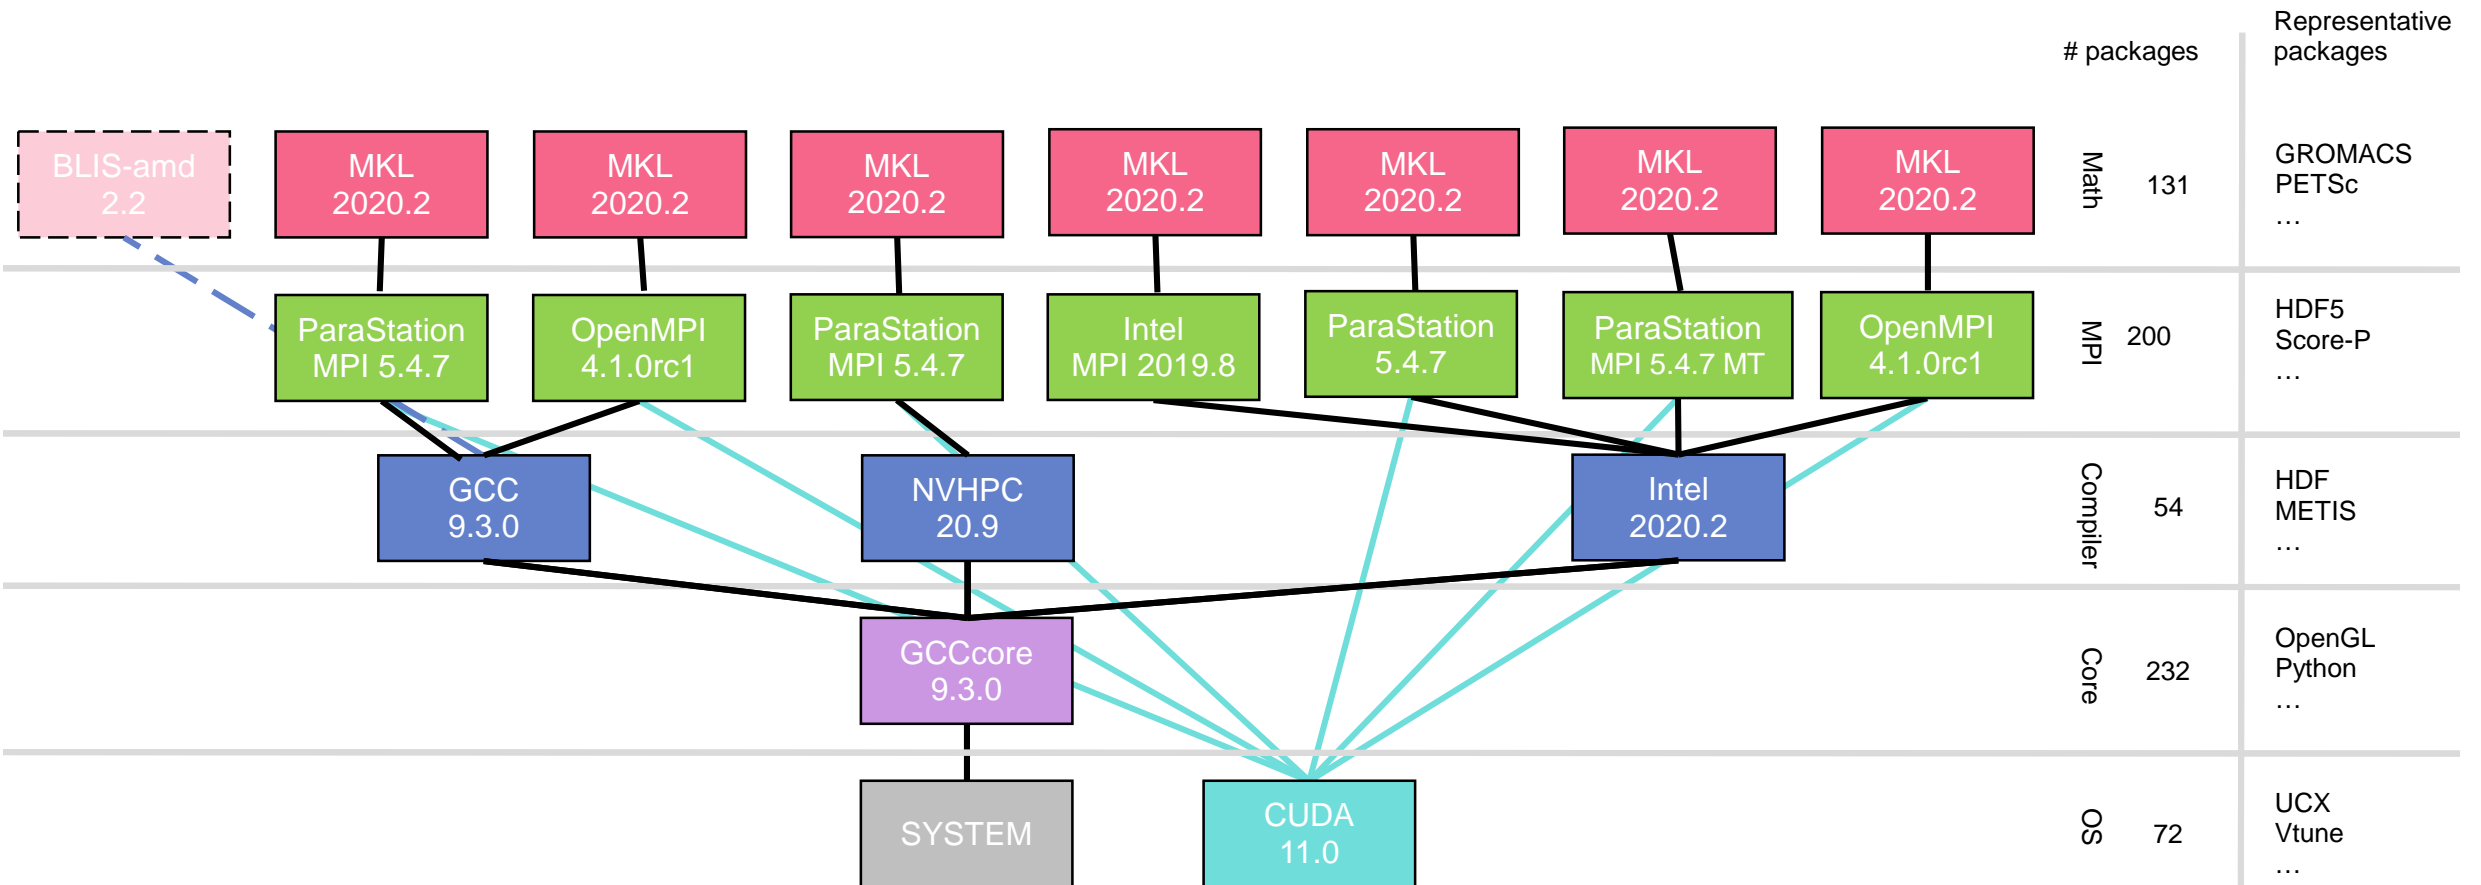 Representative
packages
# packages
BLIS-amd
2.2
MKL
2020.2
MKL
2020.2
MKL
2020.2
MKL
2020.2
MKL
2020.2
MKL
2020.2
MKL
2020.2
Math
131
GROMACS
PETSc
…
ParaStation
MPI 5.4.7
OpenMPI
4.1.0rc1
ParaStation
MPI 5.4.7
Intel
MPI 2019.8
ParaStation
5.4.7
ParaStation
MPI 5.4.7 MT
OpenMPI
4.1.0rc1
MPI
200
HDF5
Score-P
…
GCC
9.3.0
NVHPC
20.9
Intel
2020.2
Compiler
54
HDF
METIS
…
GCCcore
9.3.0
Core
232
OpenGL
Python
…
SYSTEM
CUDA
11.0
OS
72
UCX
Vtune
…